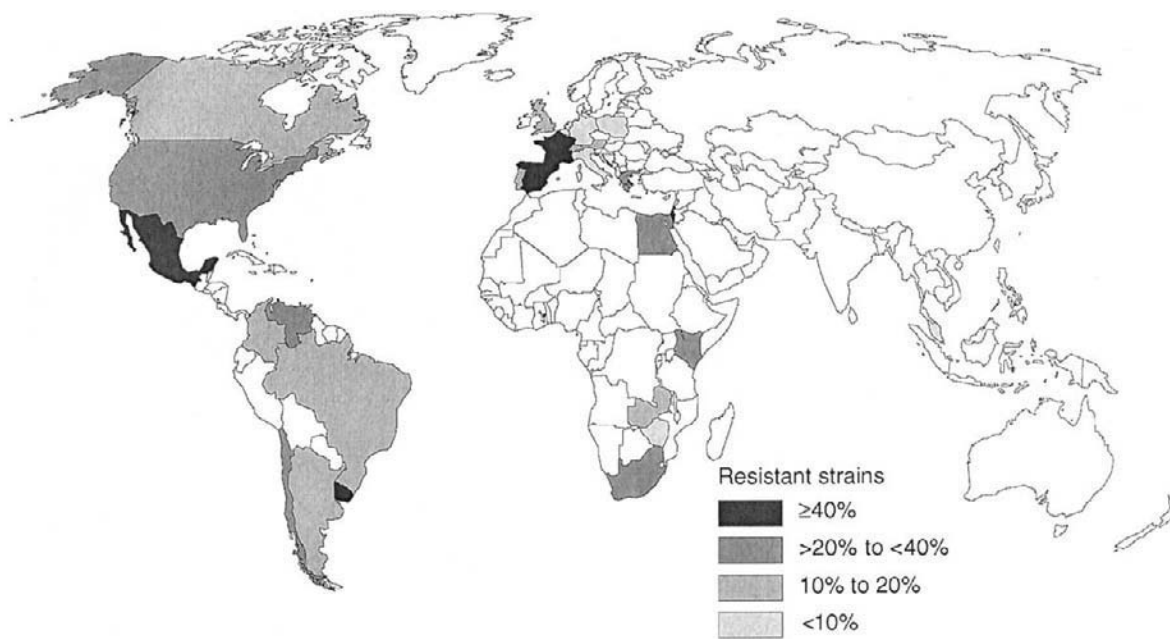 Resistant strains
≥40%
>20% to <40%
10% to 20%
<10%